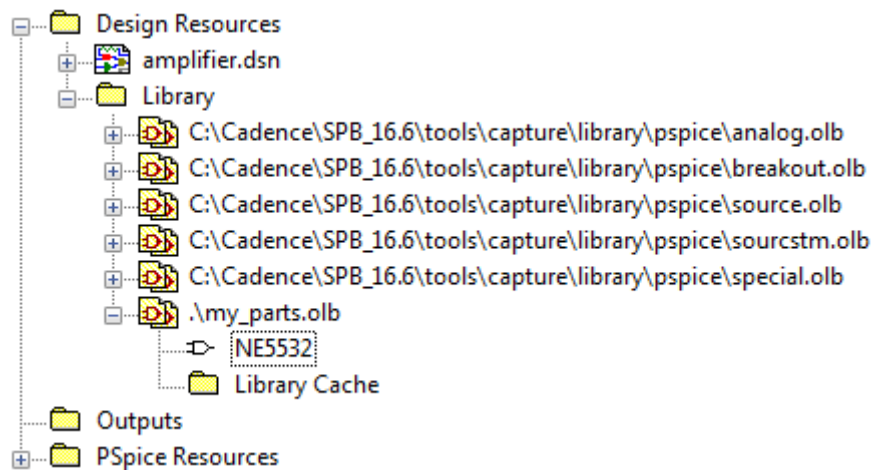 Design Resources
amplifier.dsn
Library
C:\Cadence\SPB_16.6\tools\capture\library\pspice\analog.olb
C:\Cadence\SPB_16.6\tools\capture\library\pspice\breakout.olb
C:\Cadence\SPB_16.6\tools\capture\library\pspice\source.olb
C:\Cadence\SPB_16.6\tools\capture\library\pspice\sourcstm.olb
C:\Cadence\SPB_16.6\tools\capture\library\pspice\special.olb
.\my_parts.olb
NE5532
Library Cache
Outputs
PSpice Resources